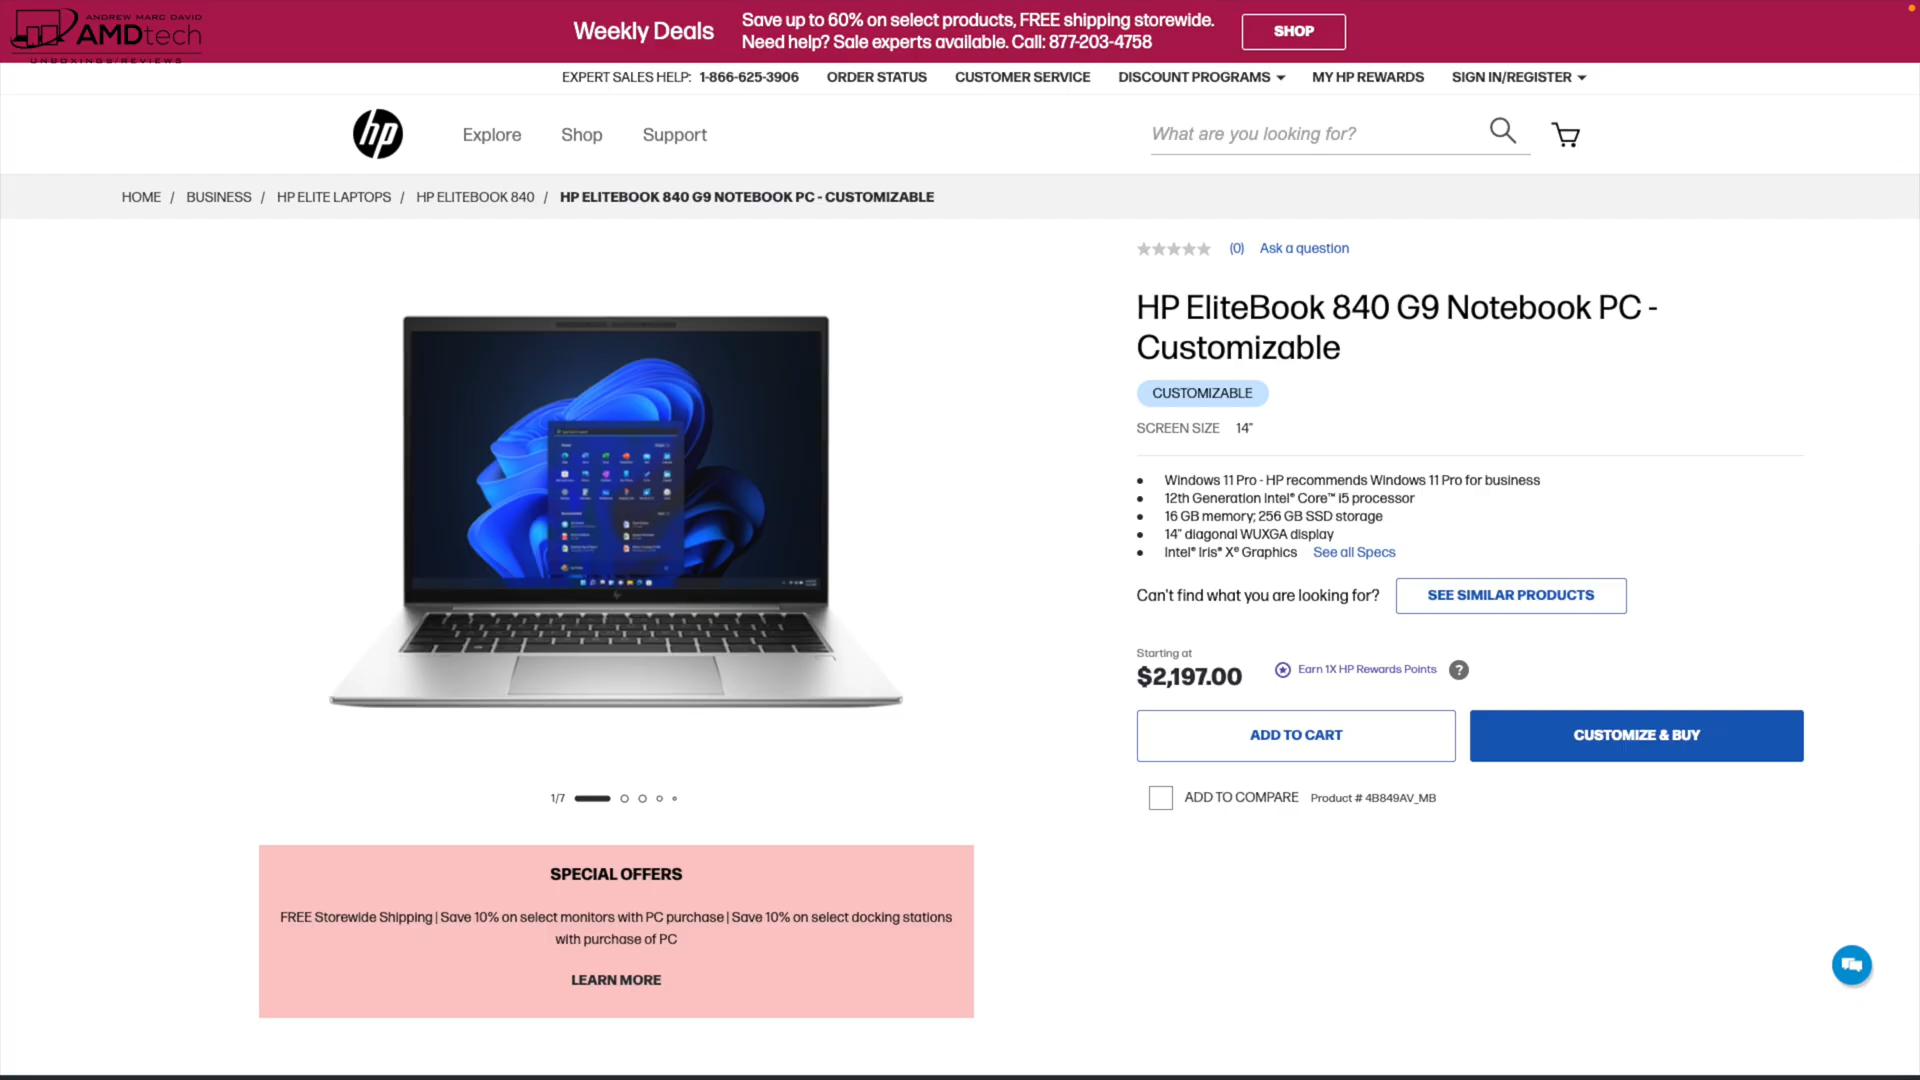 ANDREW MARC DAVID
AMDtech
UNBOXINGS/REVIEWS
Weekly Deals
Save up to 60% on select products, FREE shipping storewide.
Need help? Sale experts available. Call: 877-203-4758
SHOP
EXPERT SALES HELP: 1-866-625-3906
ORDER STATUS
CUSTOMER SERVICE
DISCOUNT PROGRAMS
MY HP REWARDS
SIGN IN/REGISTER
hp
Explore
Shop
Support
What are you looking for?
HOME / BUSINESS / HP ELITE LAPTOPS / HP ELITEBOOK 840 / HP ELITEBOOK 840 G9 NOTEBOOK PC - CUSTOMIZABLE
(0) Ask a question
HP EliteBook 840 G9 Notebook PC -
Customizable
CUSTOMIZABLE
SCREEN SIZE 14"
Windows 11 Pro - HP recommends Windows 11 Pro for business
12th Generation Intel® Core™ i5 processor
16 GB memory; 256 GB SSD storage
14" diagonal WUXGA display
Intel® Iris® Xᵉ Graphics See all Specs
Can't find what you are looking for?
SEE SIMILAR PRODUCTS
Starting at
$2,197.00
Earn 1X HP Rewards Points
?
ADD TO CART
CUSTOMIZE & BUY
ADD TO COMPARE Product # 4B849AV_MB
1/7
SPECIAL OFFERS
FREE Storewide Shipping | Save 10% on select monitors with PC purchase | Save 10% on select docking stations
with purchase of PC
LEARN MORE